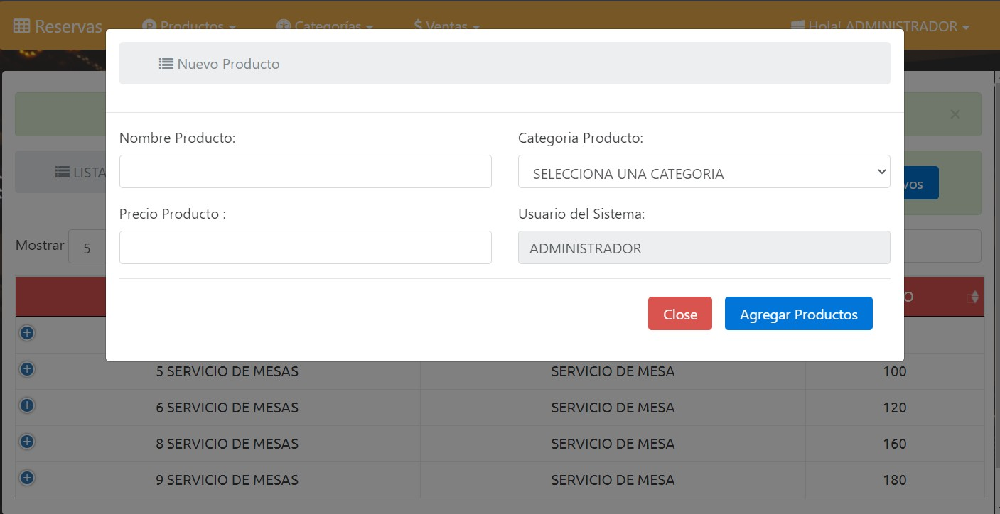 Reservas Productos Categorías Ventas Hola! ADMINISTRADOR
Nuevo Producto
Nombre Producto: Categoria Producto:
SELECCIONA UNA CATEGORIA
Precio Producto : Usuario del Sistema:
ADMINISTRADOR
Close Agregar Productos
Mostrar 5
5 SERVICIO DE MESAS SERVICIO DE MESA 100
6 SERVICIO DE MESAS SERVICIO DE MESA 120
8 SERVICIO DE MESAS SERVICIO DE MESA 160
9 SERVICIO DE MESAS SERVICIO DE MESA 180